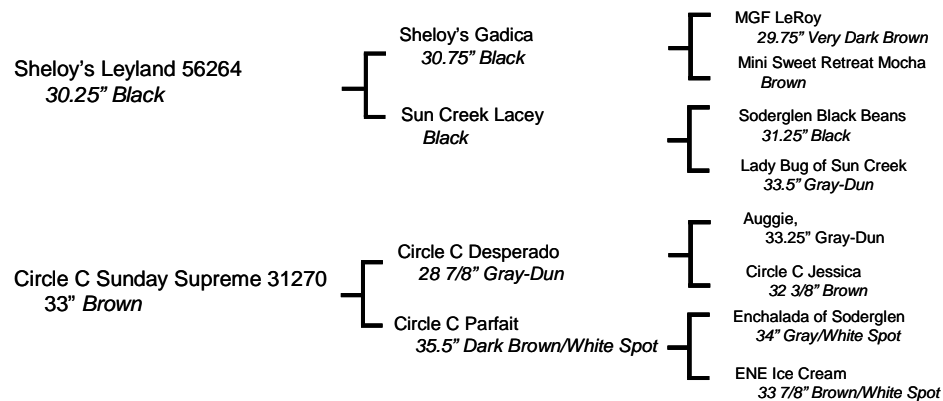 Sheloy's Leyland 56264
30.25" Black
Sheloy's Gadica
30.75" Black
Sun Creek Lacey
Black
MGF LeRoy
29.75" Very Dark Brown
Mini Sweet Retreat Mocha
Brown
Soderglen Black Beans
31.25" Black
Lady Bug of Sun Creek
33.5" Gray-Dun
Circle C Sunday Supreme 31270
33" Brown
Circle C Desperado
28 7/8" Gray-Dun
Circle C Parfait
35.5" Dark Brown/White Spot
Auggie,
33.25" Gray-Dun
Circle C Jessica
32 3/8" Brown
Enchalada of Soderglen
34" Gray/White Spot
ENE Ice Cream
33 7/8" Brown/White Spot